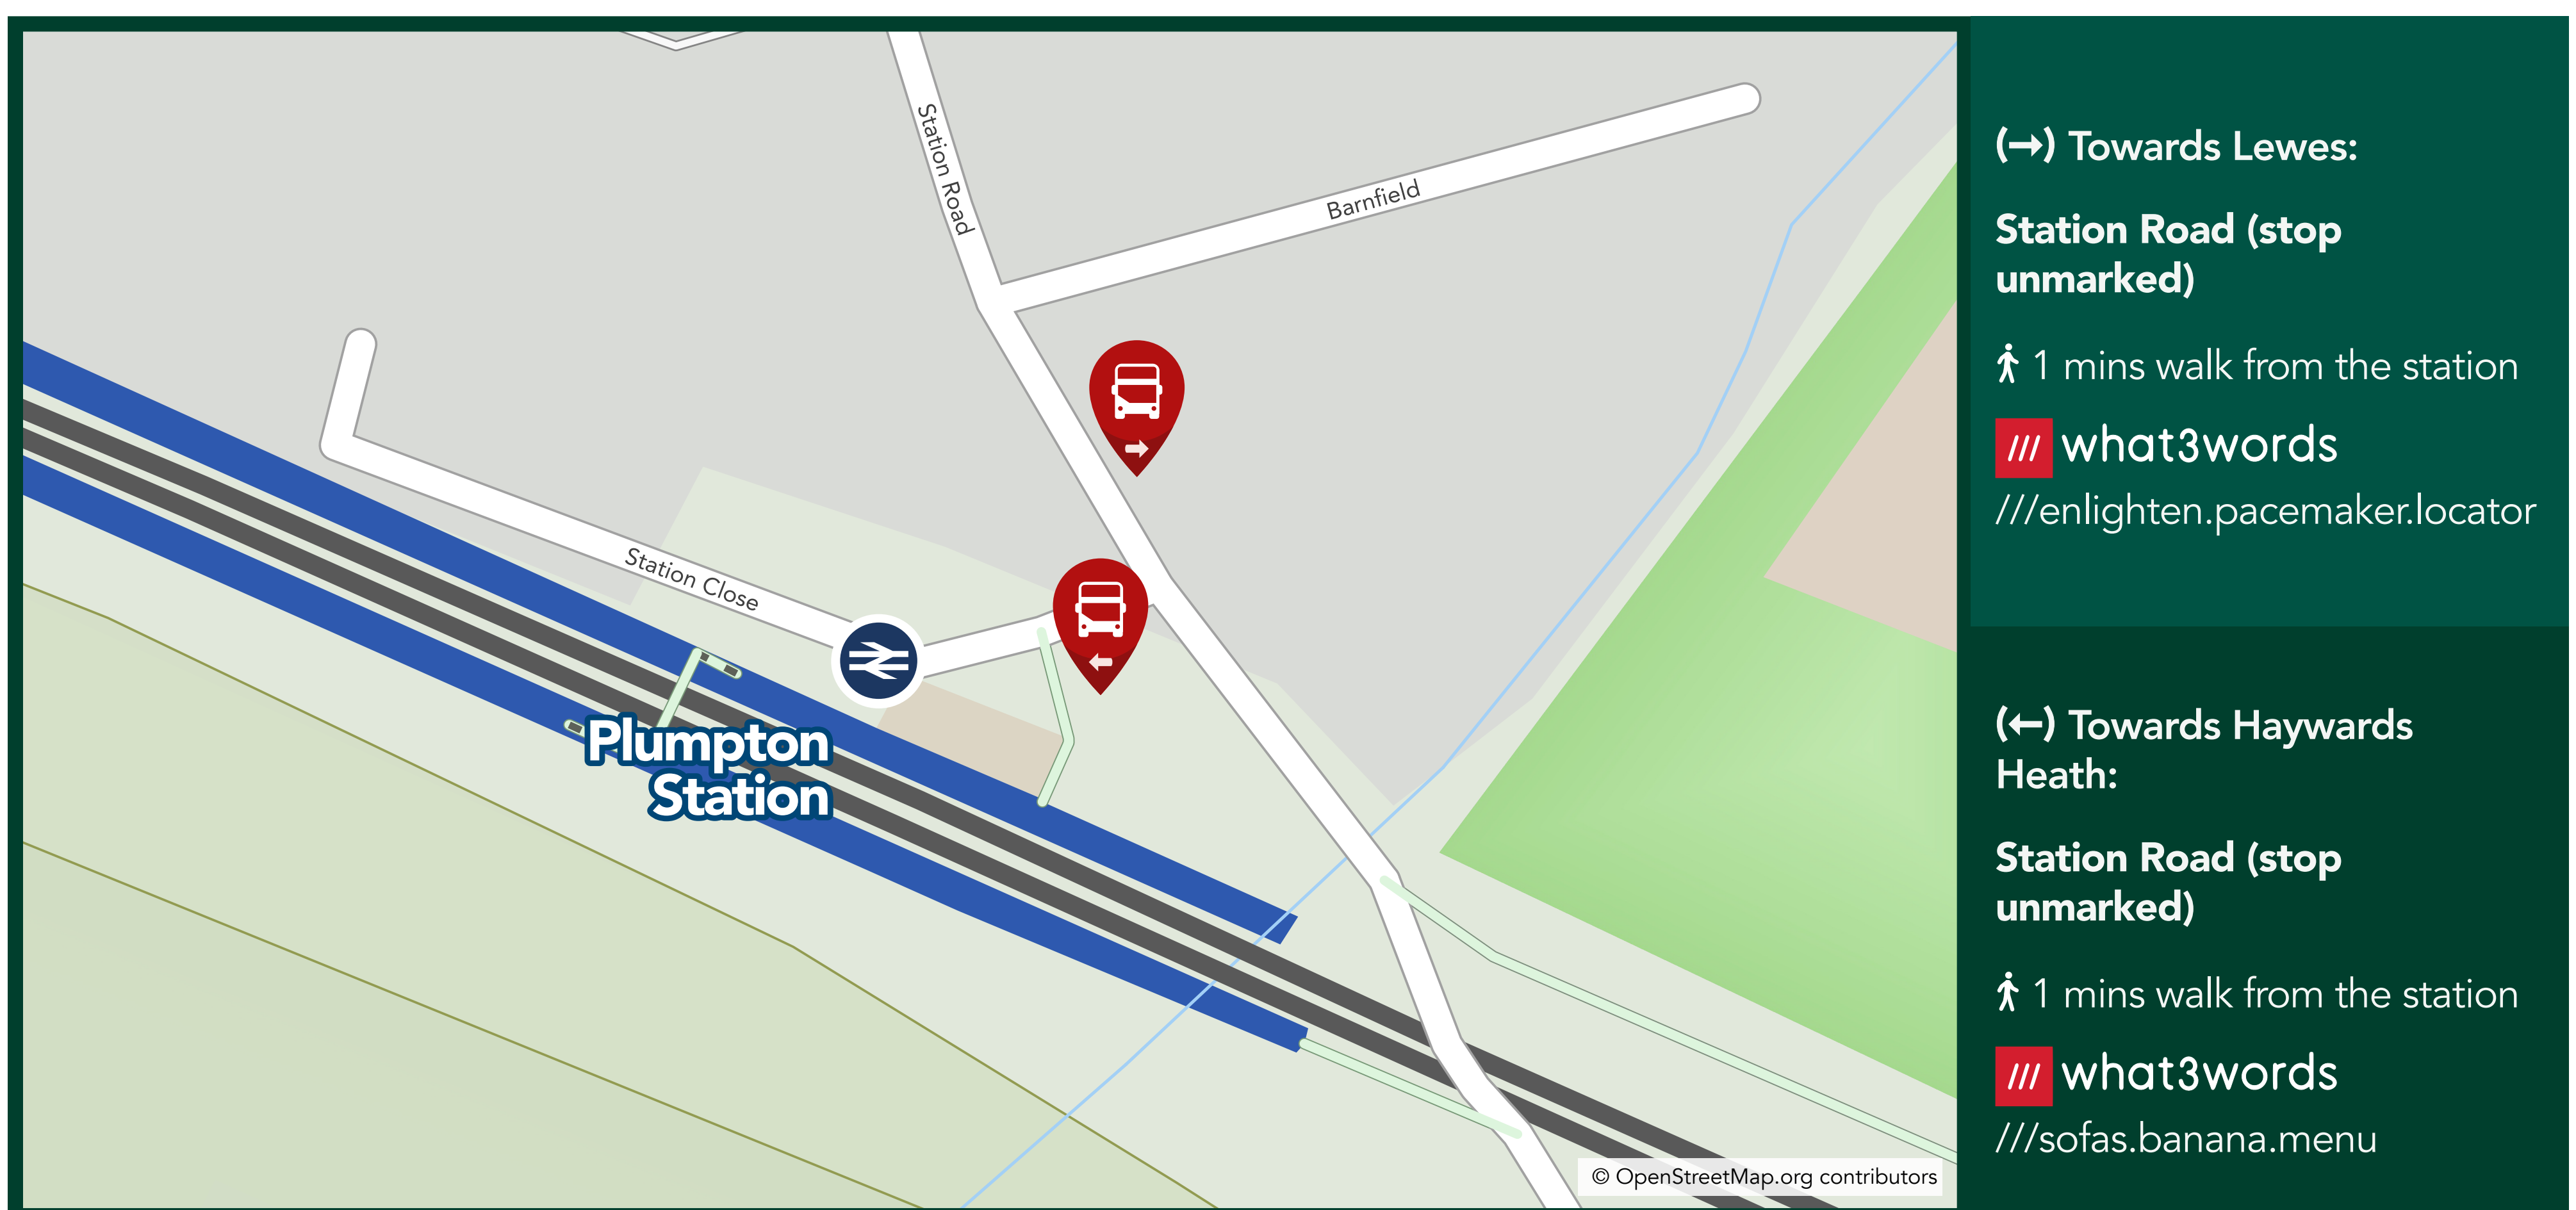 Station Road
Barnfield
Station Close
Plumpton
Station
© OpenStreetMap.org contributors
(→) Towards Lewes:
Station Road (stop
unmarked)
1 mins walk from the station
/// what3words
///enlighten.pacemaker.locator
(←) Towards Haywards
Heath:
Station Road (stop
unmarked)
1 mins walk from the station
/// what3words
///sofas.banana.menu